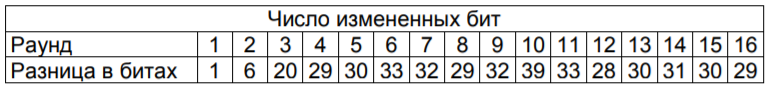 Число измененных бит
Раунд 1 2 3 4 5 6 7 8 9 10 11 12 13 14 15 16
Разница в битах 1 6 20 29 30 33 32 29 32 39 33 28 30 31 30 29